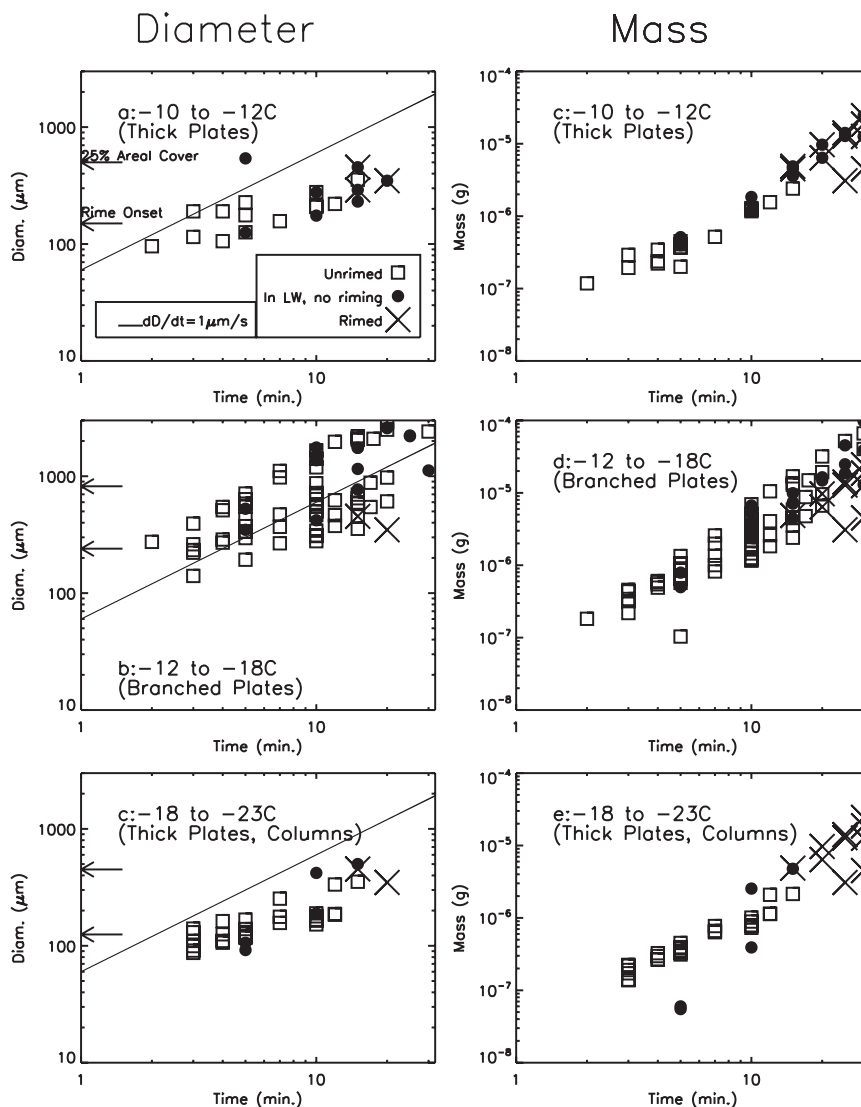 Diameter
Mass
a:-10 to -12C
(Thick Plates)
25% Areal Cover
Rime Onset
Unrimed
In LW, no riming
Rimed
dD/dt=1μm/s
Diam. (μm)
1000
100
10
1
10
Time (min.)
c:-10 to -12C
(Thick Plates)
Mass (g)
10⁻⁴
10⁻⁵
10⁻⁶
10⁻⁷
10⁻⁸
1
10
Time (min.)
b:-12 to -18C
(Branched Plates)
Diam. (μm)
1000
100
10
1
10
Time (min.)
d:-12 to -18C
(Branched Plates)
Mass (g)
10⁻⁴
10⁻⁵
10⁻⁶
10⁻⁷
10⁻⁸
1
10
Time (min.)
c:-18 to -23C
(Thick Plates, Columns)
Diam. (μm)
1000
100
10
1
10
Time (min.)
e:-18 to -23C
(Thick Plates, Columns)
Mass (g)
10⁻⁴
10⁻⁵
10⁻⁶
10⁻⁷
10⁻⁸
1
10
Time (min.)